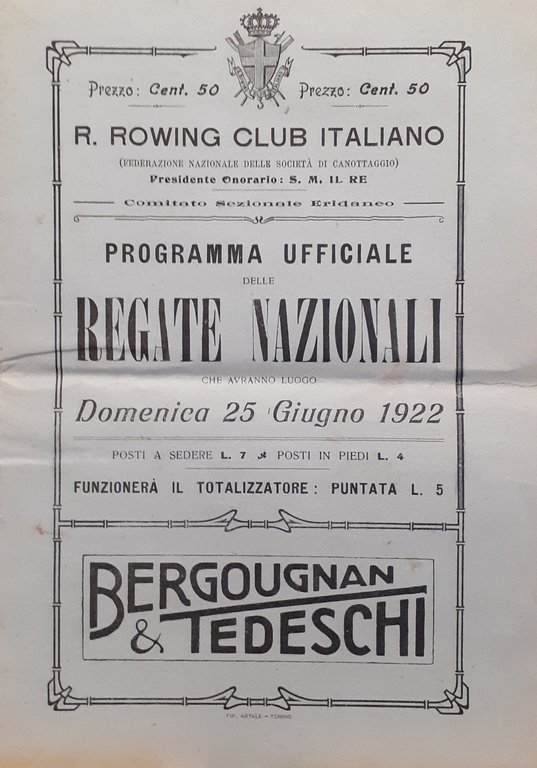 Prezzo: Cent. 50 Prezzo: Cent. 50
R. ROWING CLUB ITALIANO
(FEDERAZIONE NAZIONALE DELLE SOCIETÀ DI CANOTTAGGIO)
Presidente Onorario: S. M. IL RE
Comitato Sezionale Eridaneo
PROGRAMMA UFFICIALE
DELLE
REGATE NAZIONALI
CHE AVRANNO LUOGO
Domenica 25 Giugno 1922
POSTI A SEDERE L. 7 POSTI IN PIEDI L. 4
FUNZIONERÀ IL TOTALIZZATORE: PUNTATA L. 5
BERGOUGNAN
& TEDESCHI
TIP. ARTALE - TORINO